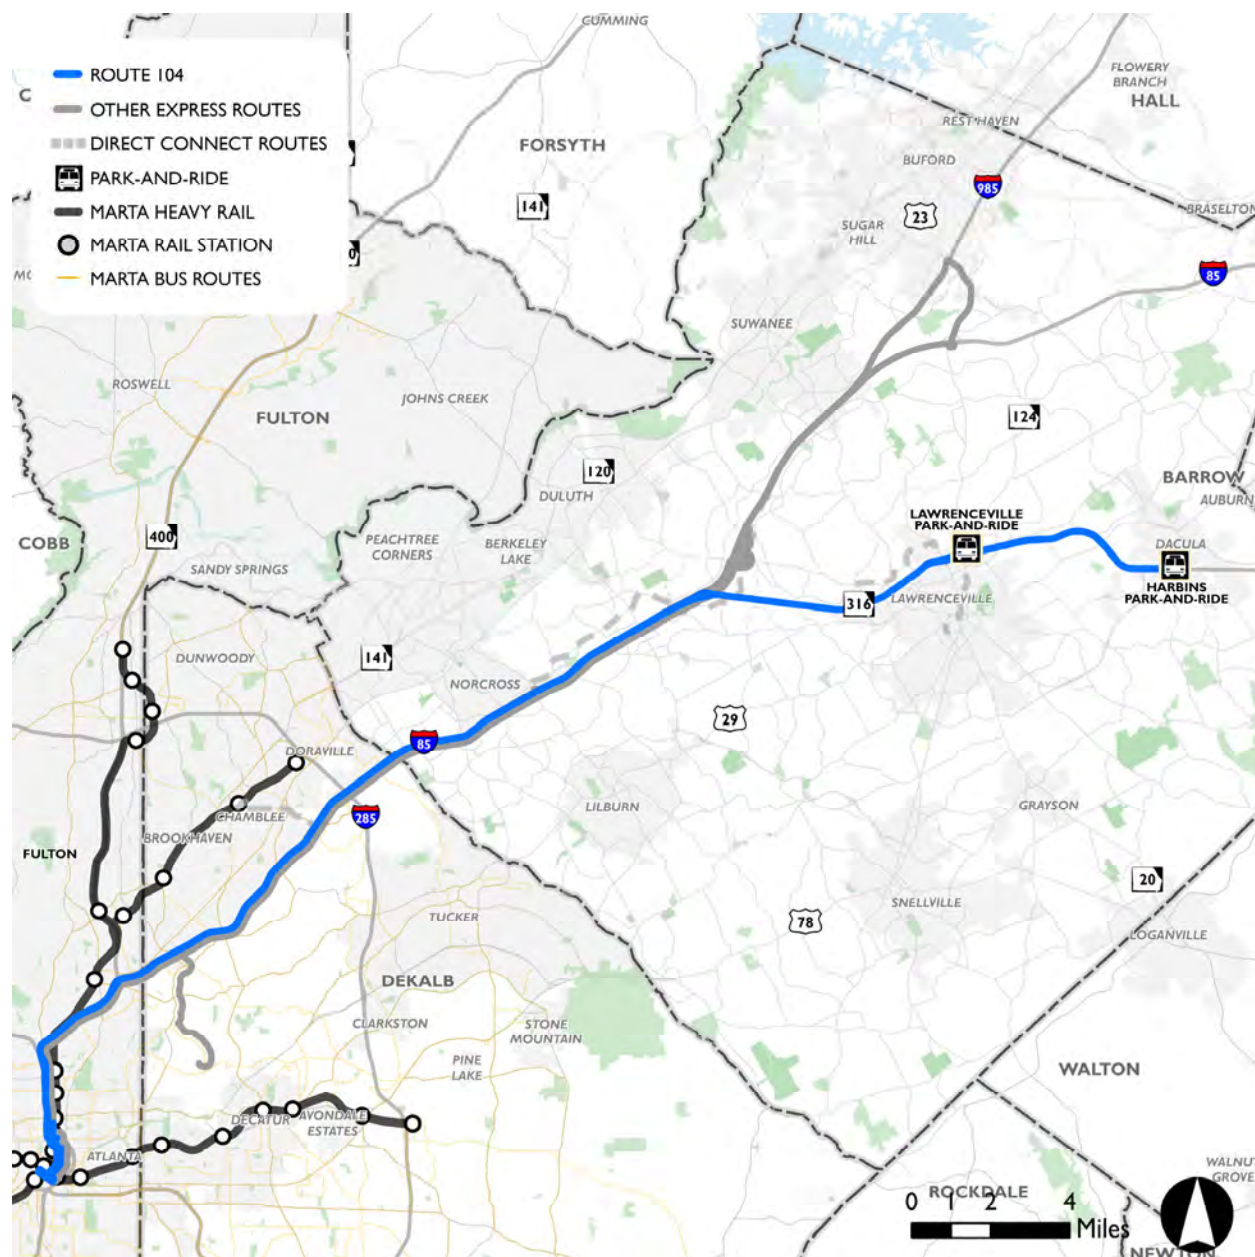 CUMMING
ROUTE 104
OTHER EXPRESS ROUTES
DIRECT CONNECT ROUTES
PARK-AND-RIDE
MARTA HEAVY RAIL
MARTA RAIL STATION
MARTA BUS ROUTES
FLOWERY
BRANCH
HALL
REST HAVEN
BUFORD
FORSYTH
985
141
23
SUGAR
HILL
BRASELTON
85
SUWANEE
ROSWELL
JOHNS CREEK
FULTON
124
120
DULUTH
BARROW
AUBURN
COBB
400
PEACHTREE
CORNERS
BERKELEY
LAKE
LAWRENCEVILLE
PARK-AND-RIDE
DACULA
SANDY SPRINGS
HARBINS
PARK-AND-RIDE
316
LAWRENCEVILLE
DUNWOODY
141
NORCROSS
29
85
DORAVILLE
LILBURN
GRAYSON
CHAMBLEE
285
BROOKHAVEN
FULTON
20
SNELLVILLE
TUCKER
78
LOGANVILLE
DEKALB
CLARKSTON
STONE
MOUNTAIN
PINE
LAKE
WALTON
DECATUR
AVONDALE
ESTATES
ATLANTA
WALNUT
GROVE
ROCKDALE
0 1 2 4
Miles
NEWTON